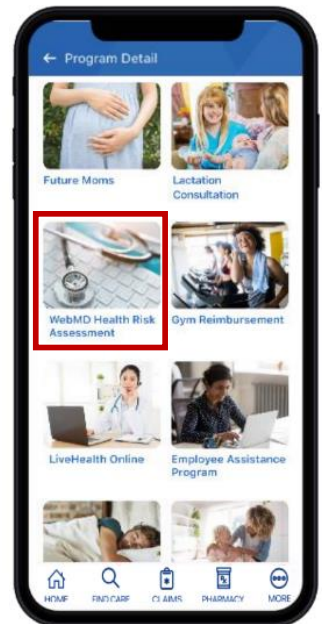 ← Program Detail
Future Moms
Lactation
Consultation
WebMD Health Risk
Assessment
Gym Reimbursement
LiveHealth Online
Employee Assistance
Program
HOME
FIND CARE
CLAIMS
PHARMACY
MORE